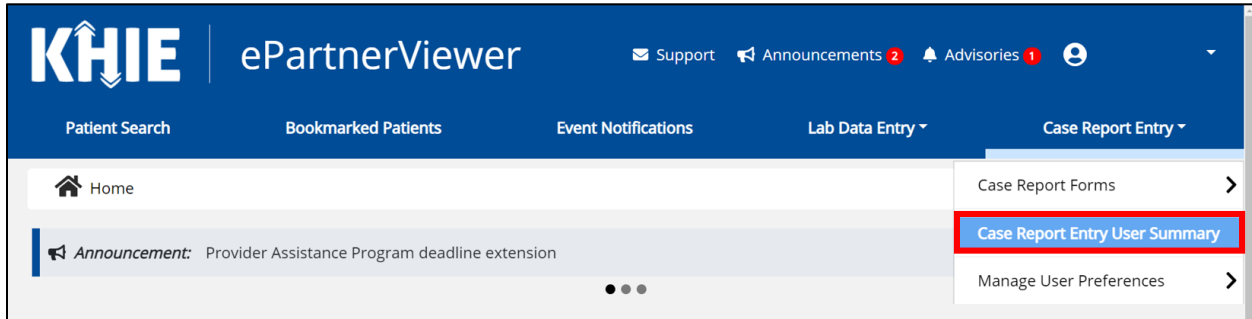 KHIE ePartnerViewer
Support Announcements 2 Advisories 1
Patient Search Bookmarked Patients Event Notifications Lab Data Entry Case Report Entry
Home
Case Report Forms
Case Report Entry User Summary
Announcement: Provider Assistance Program deadline extension
Manage User Preferences